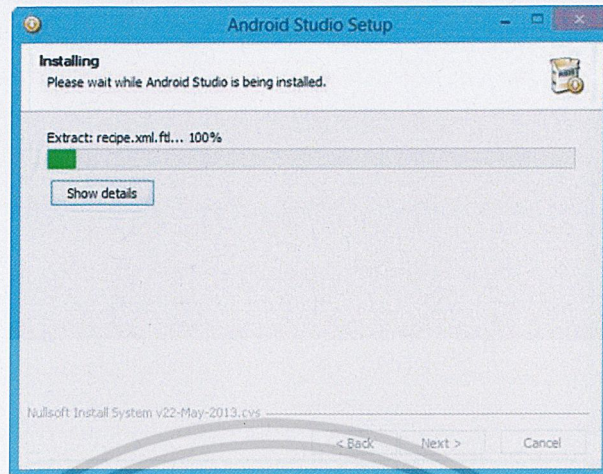 Android Studio Setup
Installing
Please wait while Android Studio is being installed.
Extract: recipe.xml.ftl... 100%
Show details
Nullsoft Install System v22-May-2013.cvs
< Back Next > Cancel